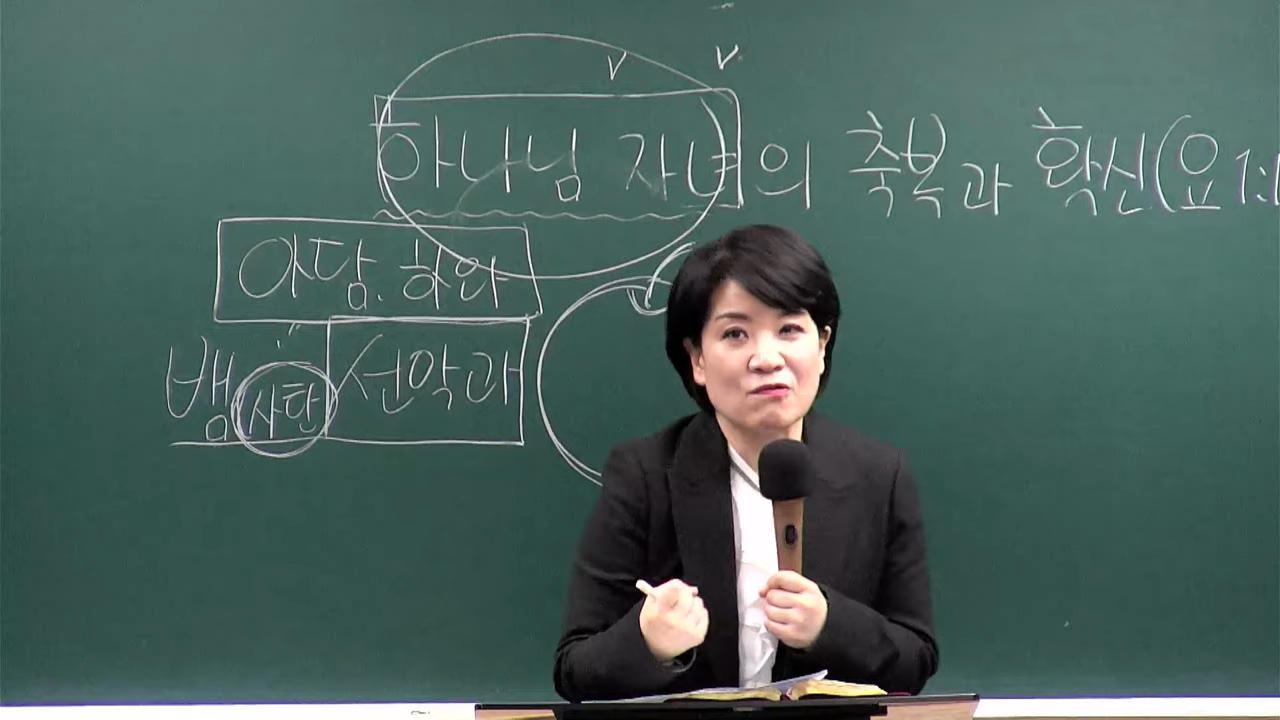 하나님 자녀의 축복과 확신(요 1:1
아담. 하와
뱀 사탄 선악과